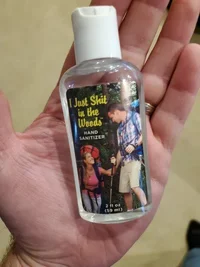 I Just Shit
in the
Woods
HAND
SANITIZER
2 fl oz
(59 ml)